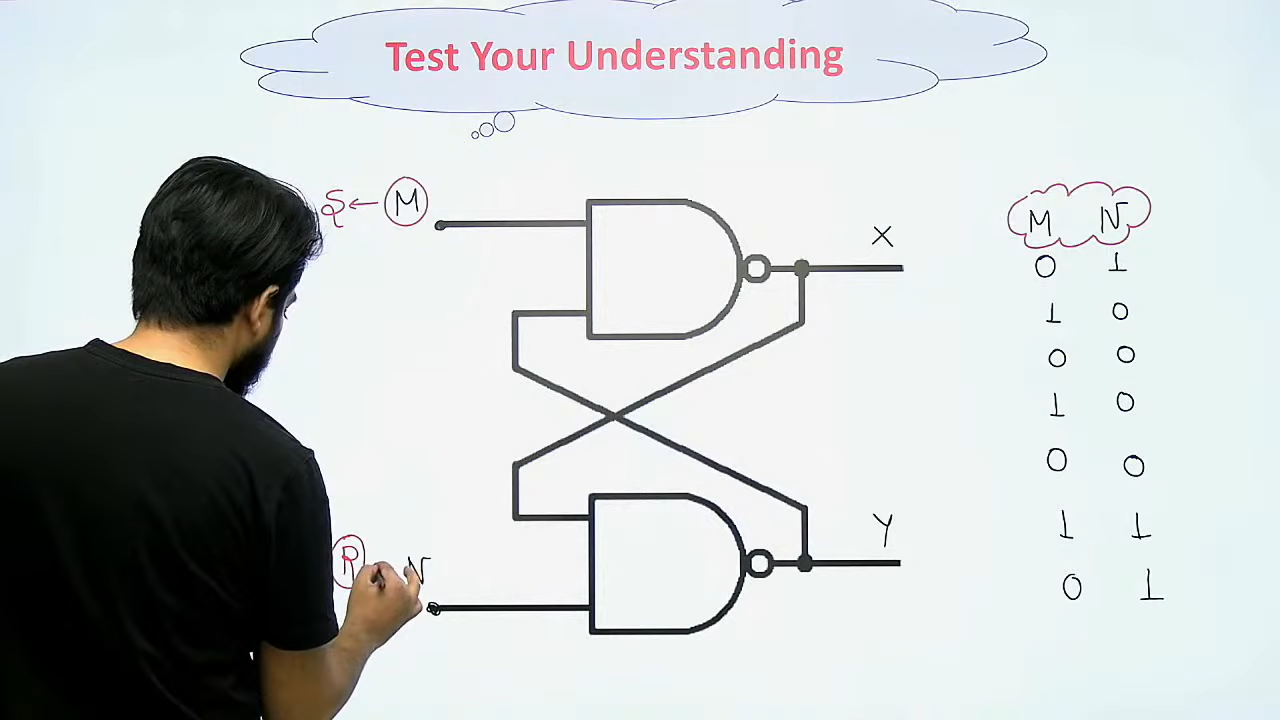 Test Your Understanding
S ← M
X
M N
0 1
1 0
0 0
1 0
0 0
1 1
0 1
Y
R N